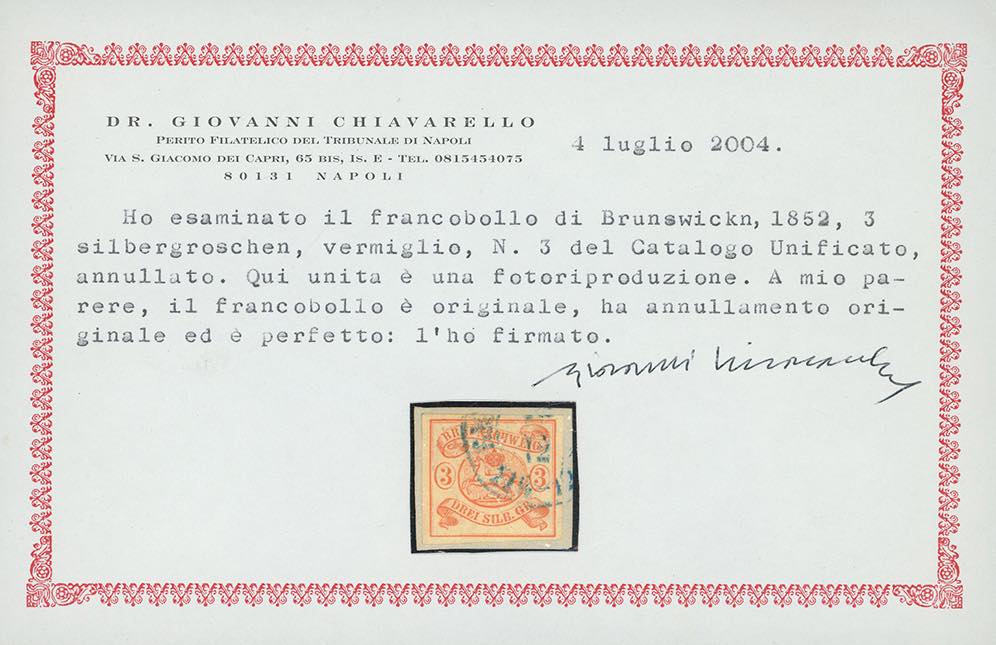 DR. GIOVANNI CHIAVARELLO
PERITO FILATELICO DEL TRIBUNALE DI NAPOLI
VIA S. GIACOMO DEI CAPRI, 65 BIS, IS. E - TEL. 0815454075
80131 NAPOLI
4 luglio 2004.
Ho esaminato il francobollo di Brunswickn, 1852, 3
silbergroschen, vermiglio, N. 3 del Catalogo Unificato,
annullato. Qui unita è una fotoriproduzione. A mio pa-
rere, il francobollo è originale, ha annullamento ori-
ginale ed è perfetto: l'ho firmato.
Giovanni Chiavarello
3 3
DREI SILB. GR.